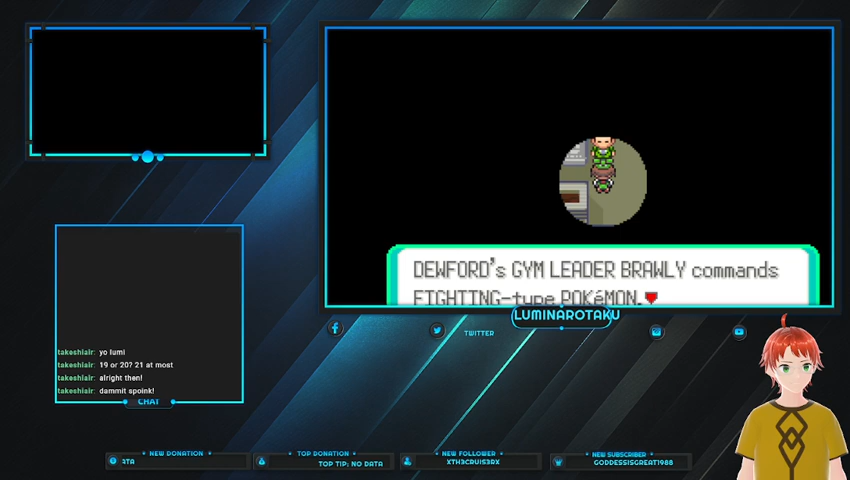 DEWFORD's GYM LEADER BRAWLY commands
FIGHTING-type POKéMON.
LUMINAROTAKU
TWITTER
takeshiair: yo lumi
takeshiair: 19 or 20? 21 at most
takeshiair: alright then!
takeshiair: dammit spoink!
CHAT
NEW DONATION
ATA
TOP DONATION
TOP TIP: NO DATA
NEW FOLLOWER
XTH3CRUIS3RX
NEW SUBSCRIBER
GODDESSISGREAT1988